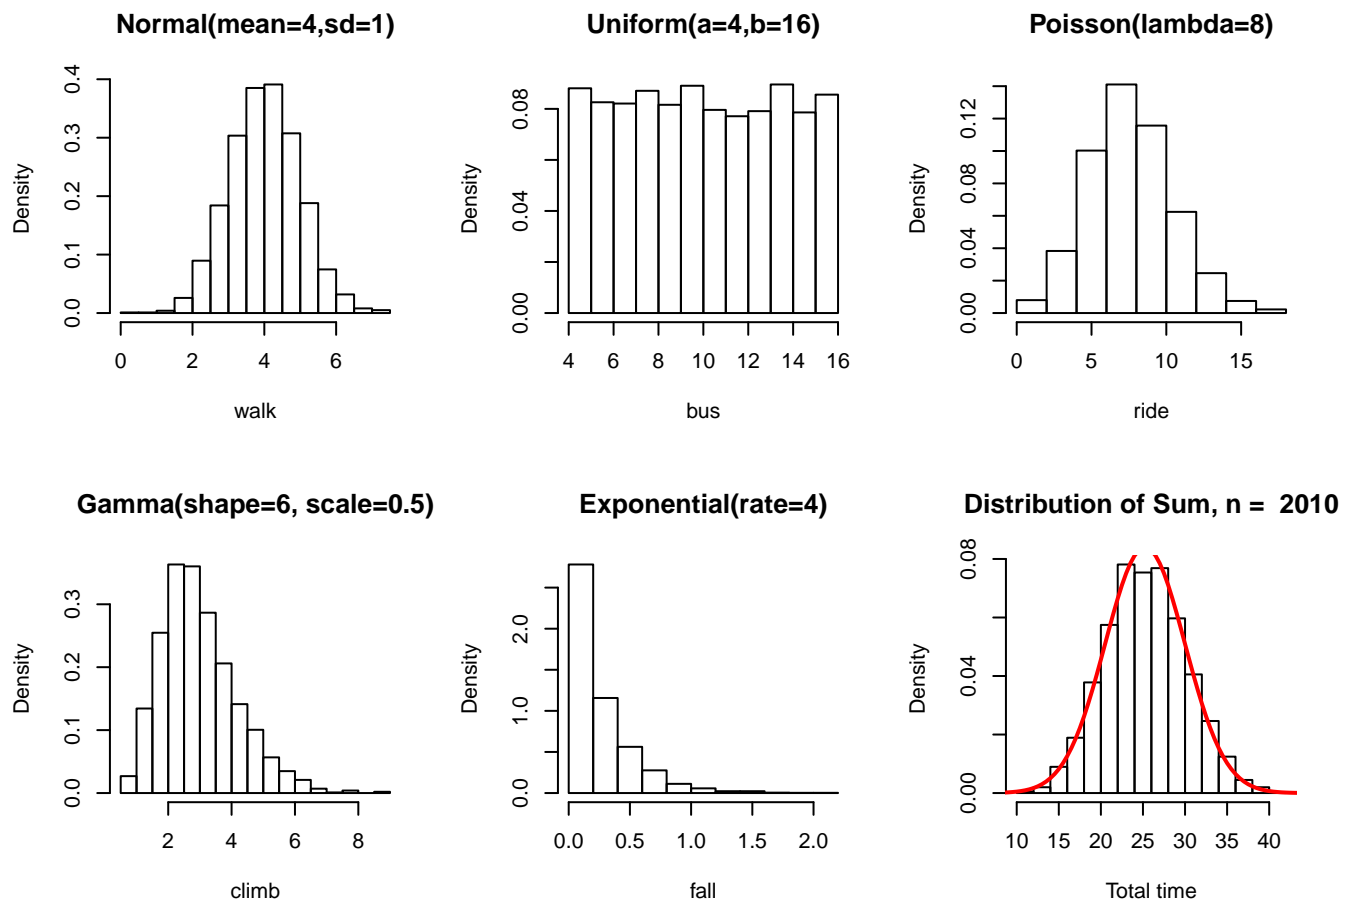 Normal(mean=4,sd=1)
Density
0.0 0.1 0.2 0.3 0.4
0 2 4 6
walk
Uniform(a=4,b=16)
Density
0.00 0.04 0.08
4 6 8 10 12 14 16
bus
Poisson(lambda=8)
Density
0.00 0.04 0.08 0.12
0 5 10 15
ride
Gamma(shape=6, scale=0.5)
Density
0.0 0.1 0.2 0.3
2 4 6 8
climb
Exponential(rate=4)
Density
0.0 1.0 2.0
0.0 0.5 1.0 1.5 2.0
fall
Distribution of Sum, n =  2010
Density
0.00 0.04 0.08
10 15 20 25 30 35 40
Total time